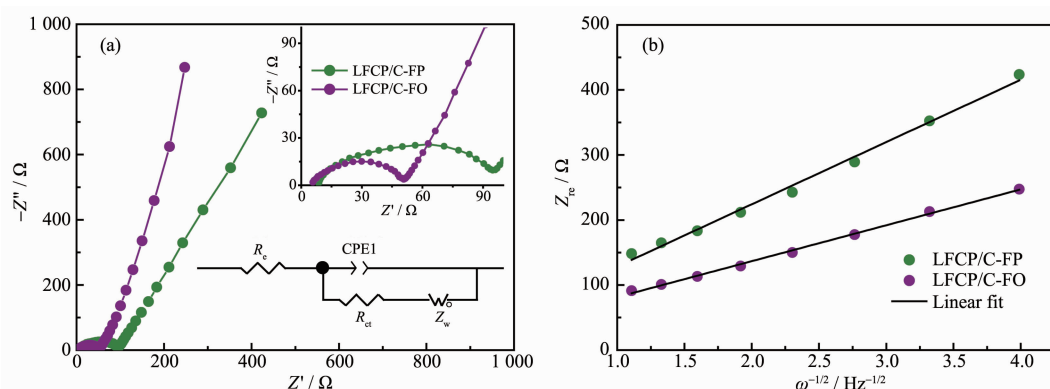 (a)
1 000
800
600
400
200
0
−Z″ / Ω
0 200 400 600 800 1 000
Z′ / Ω
90
60
30
0
−Z″ / Ω
0 30 60 90
Z′ / Ω
LFCP/C-FP
LFCP/C-FO
Re
CPE1
Rct
Zw
(b)
500
400
300
200
100
0
Zre / Ω
1.0 1.5 2.0 2.5 3.0 3.5 4.0
ω−1/2 / Hz−1/2
LFCP/C-FP
LFCP/C-FO
Linear fit